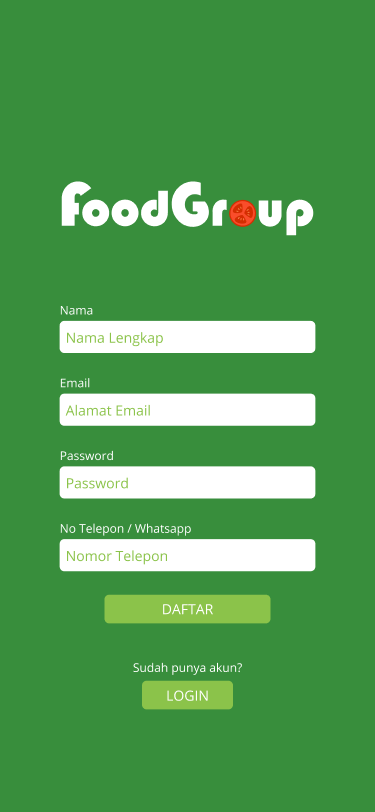 FoodGroup
Nama
Nama Lengkap
Email
Alamat Email
Password
Password
No Telepon / Whatsapp
Nomor Telepon
DAFTAR
Sudah punya akun?
LOGIN